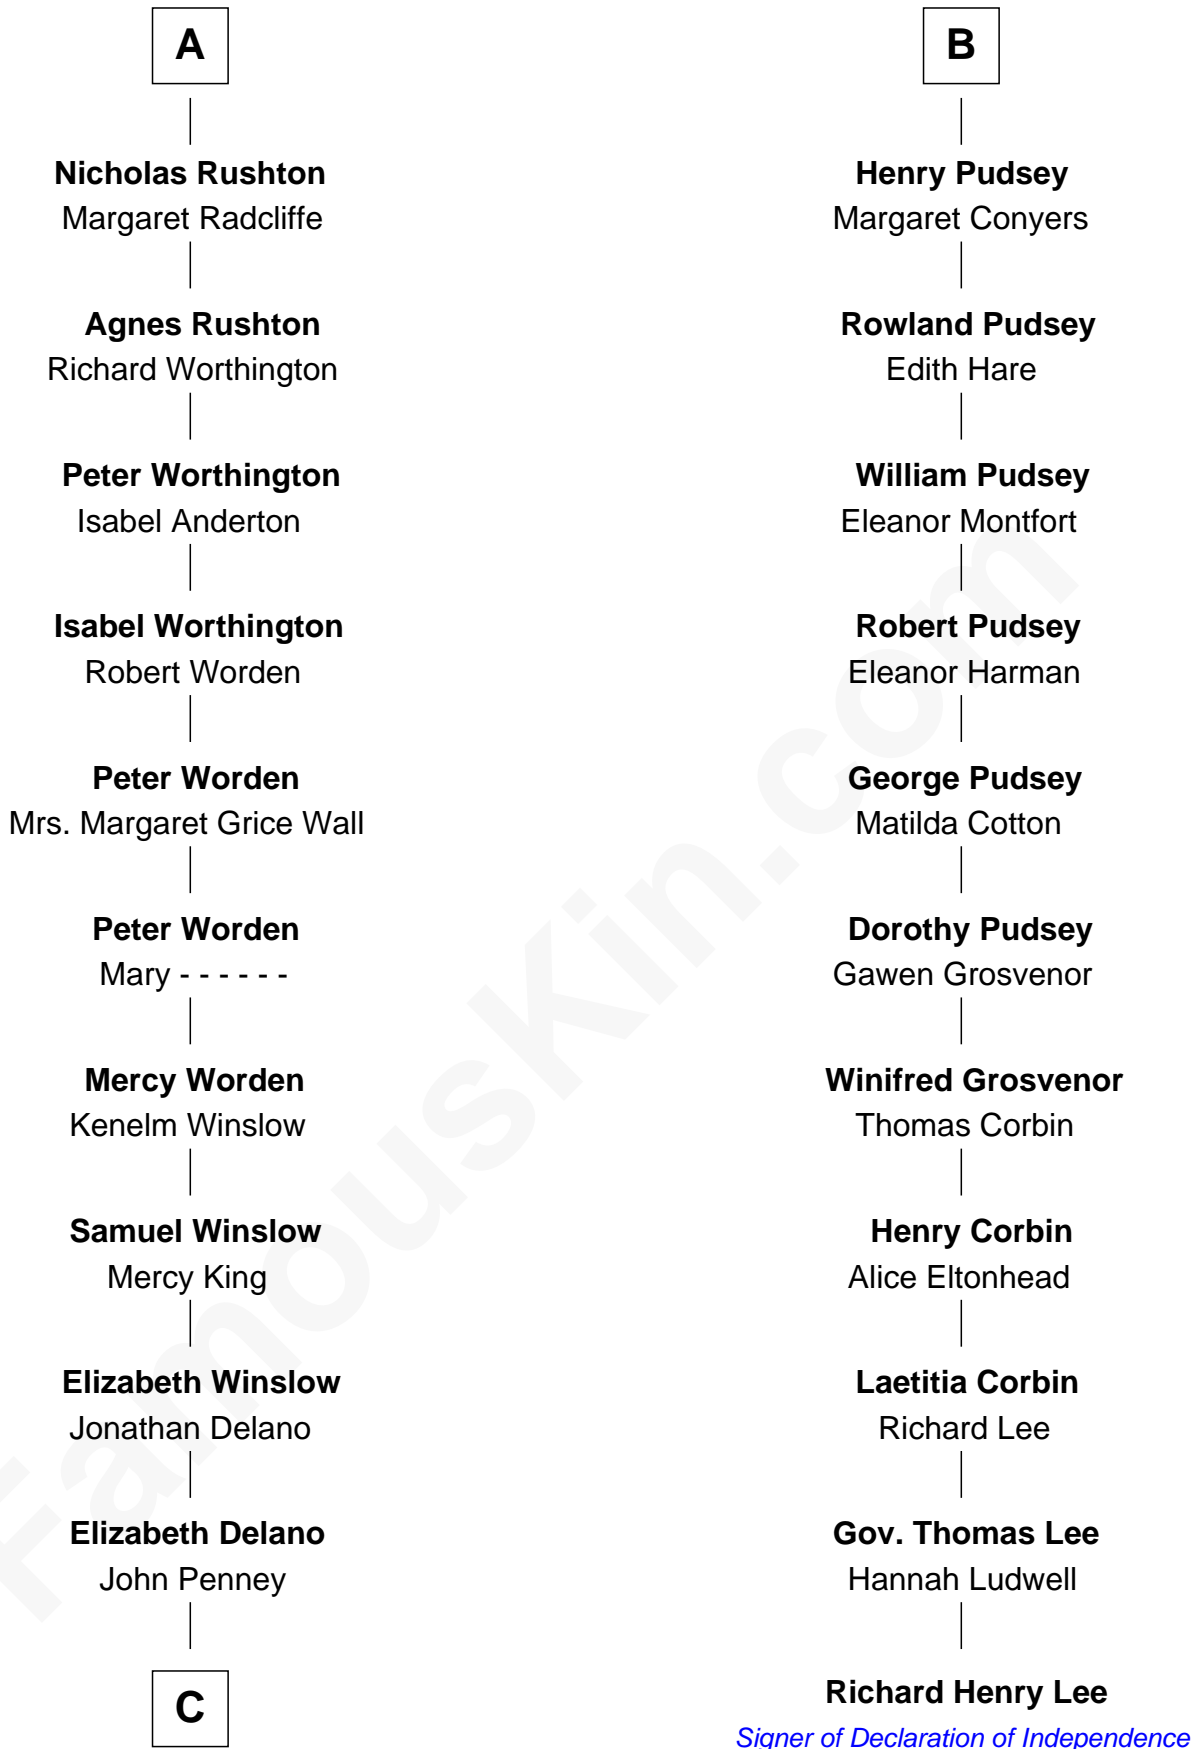 A
Nicholas Rushton
Margaret Radcliffe
Agnes Rushton
Richard Worthington
Peter Worthington
Isabel Anderton
Isabel Worthington
Robert Worden
Peter Worden
Mrs. Margaret Grice Wall
Peter Worden
Mary - - - - - -
Mercy Worden
Kenelm Winslow
Samuel Winslow
Mercy King
Elizabeth Winslow
Jonathan Delano
Elizabeth Delano
John Penney
C
B
Henry Pudsey
Margaret Conyers
Rowland Pudsey
Edith Hare
William Pudsey
Eleanor Montfort
Robert Pudsey
Eleanor Harman
George Pudsey
Matilda Cotton
Dorothy Pudsey
Gawen Grosvenor
Winifred Grosvenor
Thomas Corbin
Henry Corbin
Alice Eltonhead
Laetitia Corbin
Richard Lee
Gov. Thomas Lee
Hannah Ludwell
Richard Henry Lee
Signer of Declaration of Independence
FamousKin.com